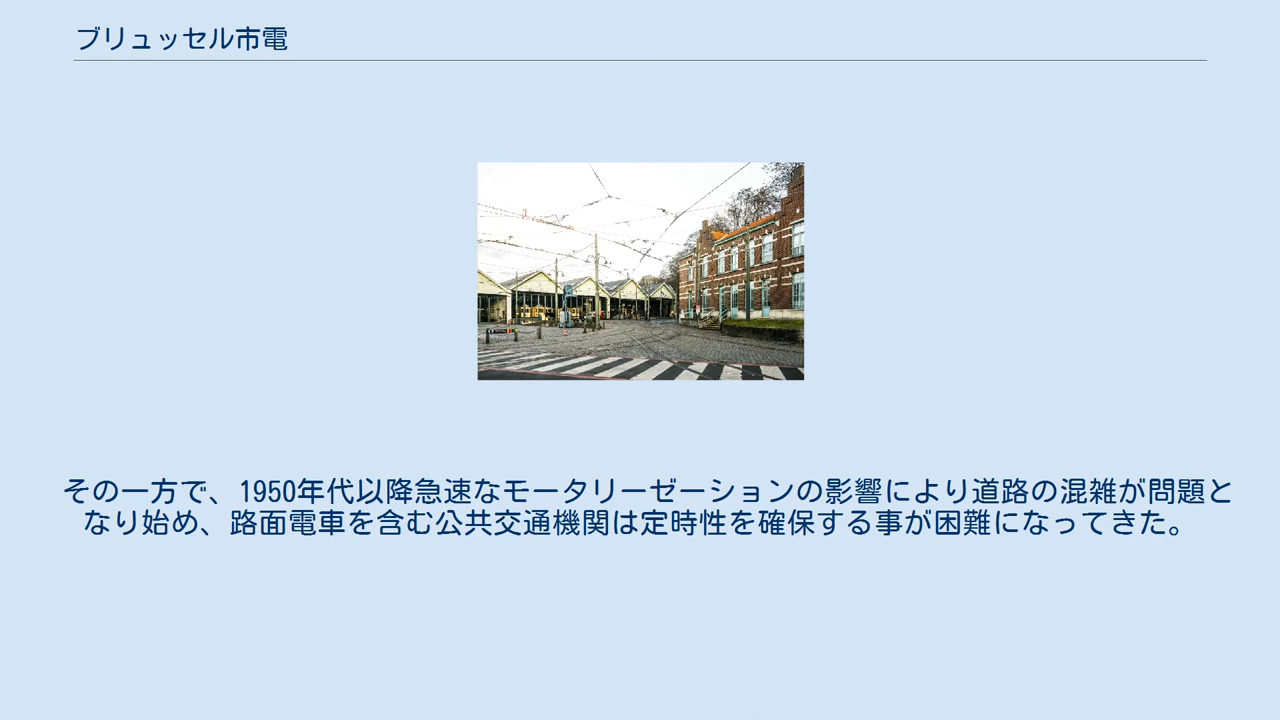 ブリュッセル市電
その一方で、1950年代以降急速なモータリーゼーションの影響により道路の混雑が問題と
なり始め、路面電車を含む公共交通機関は定時性を確保する事が困難になってきた。